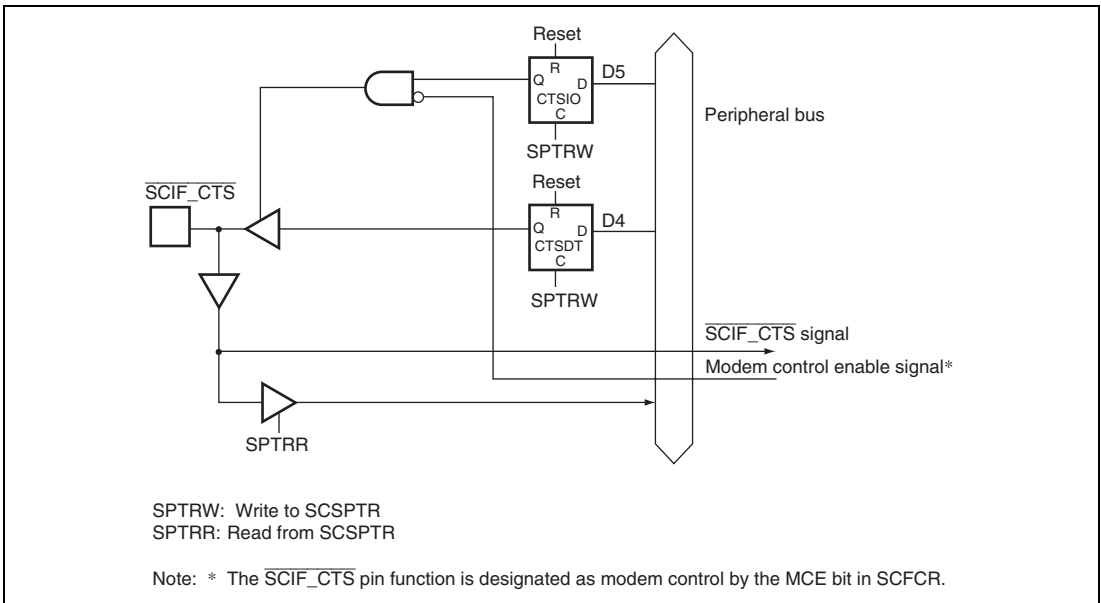 Reset
R
Q D D5
CTSIO
C
Peripheral bus
SPTRW
Reset
SCIF_CTS
R
Q D D4
CTSDT
C
SPTRW
SCIF_CTS signal
Modem control enable signal*
SPTRR
SPTRW: Write to SCSPTR
SPTRR: Read from SCSPTR
Note: * The SCIF_CTS pin function is designated as modem control by the MCE bit in SCFCR.